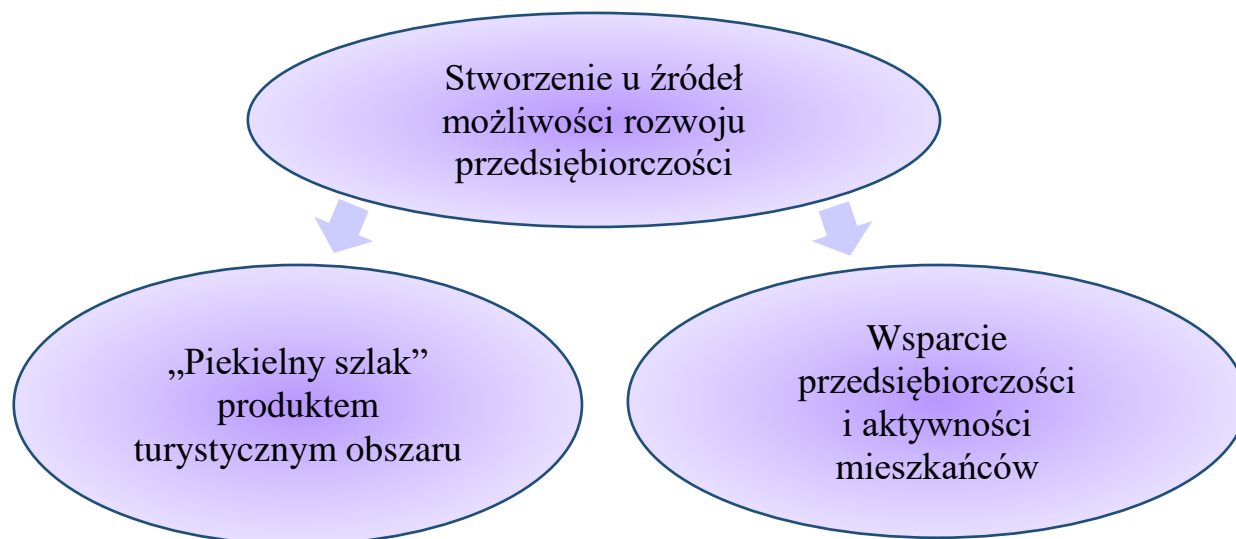 Stworzenie u źródeł
możliwości rozwoju
przedsiębiorczości
„Piekielny szlak”
produktem
turystycznym obszaru
Wsparcie
przedsiębiorczości
i aktywności
mieszkańców